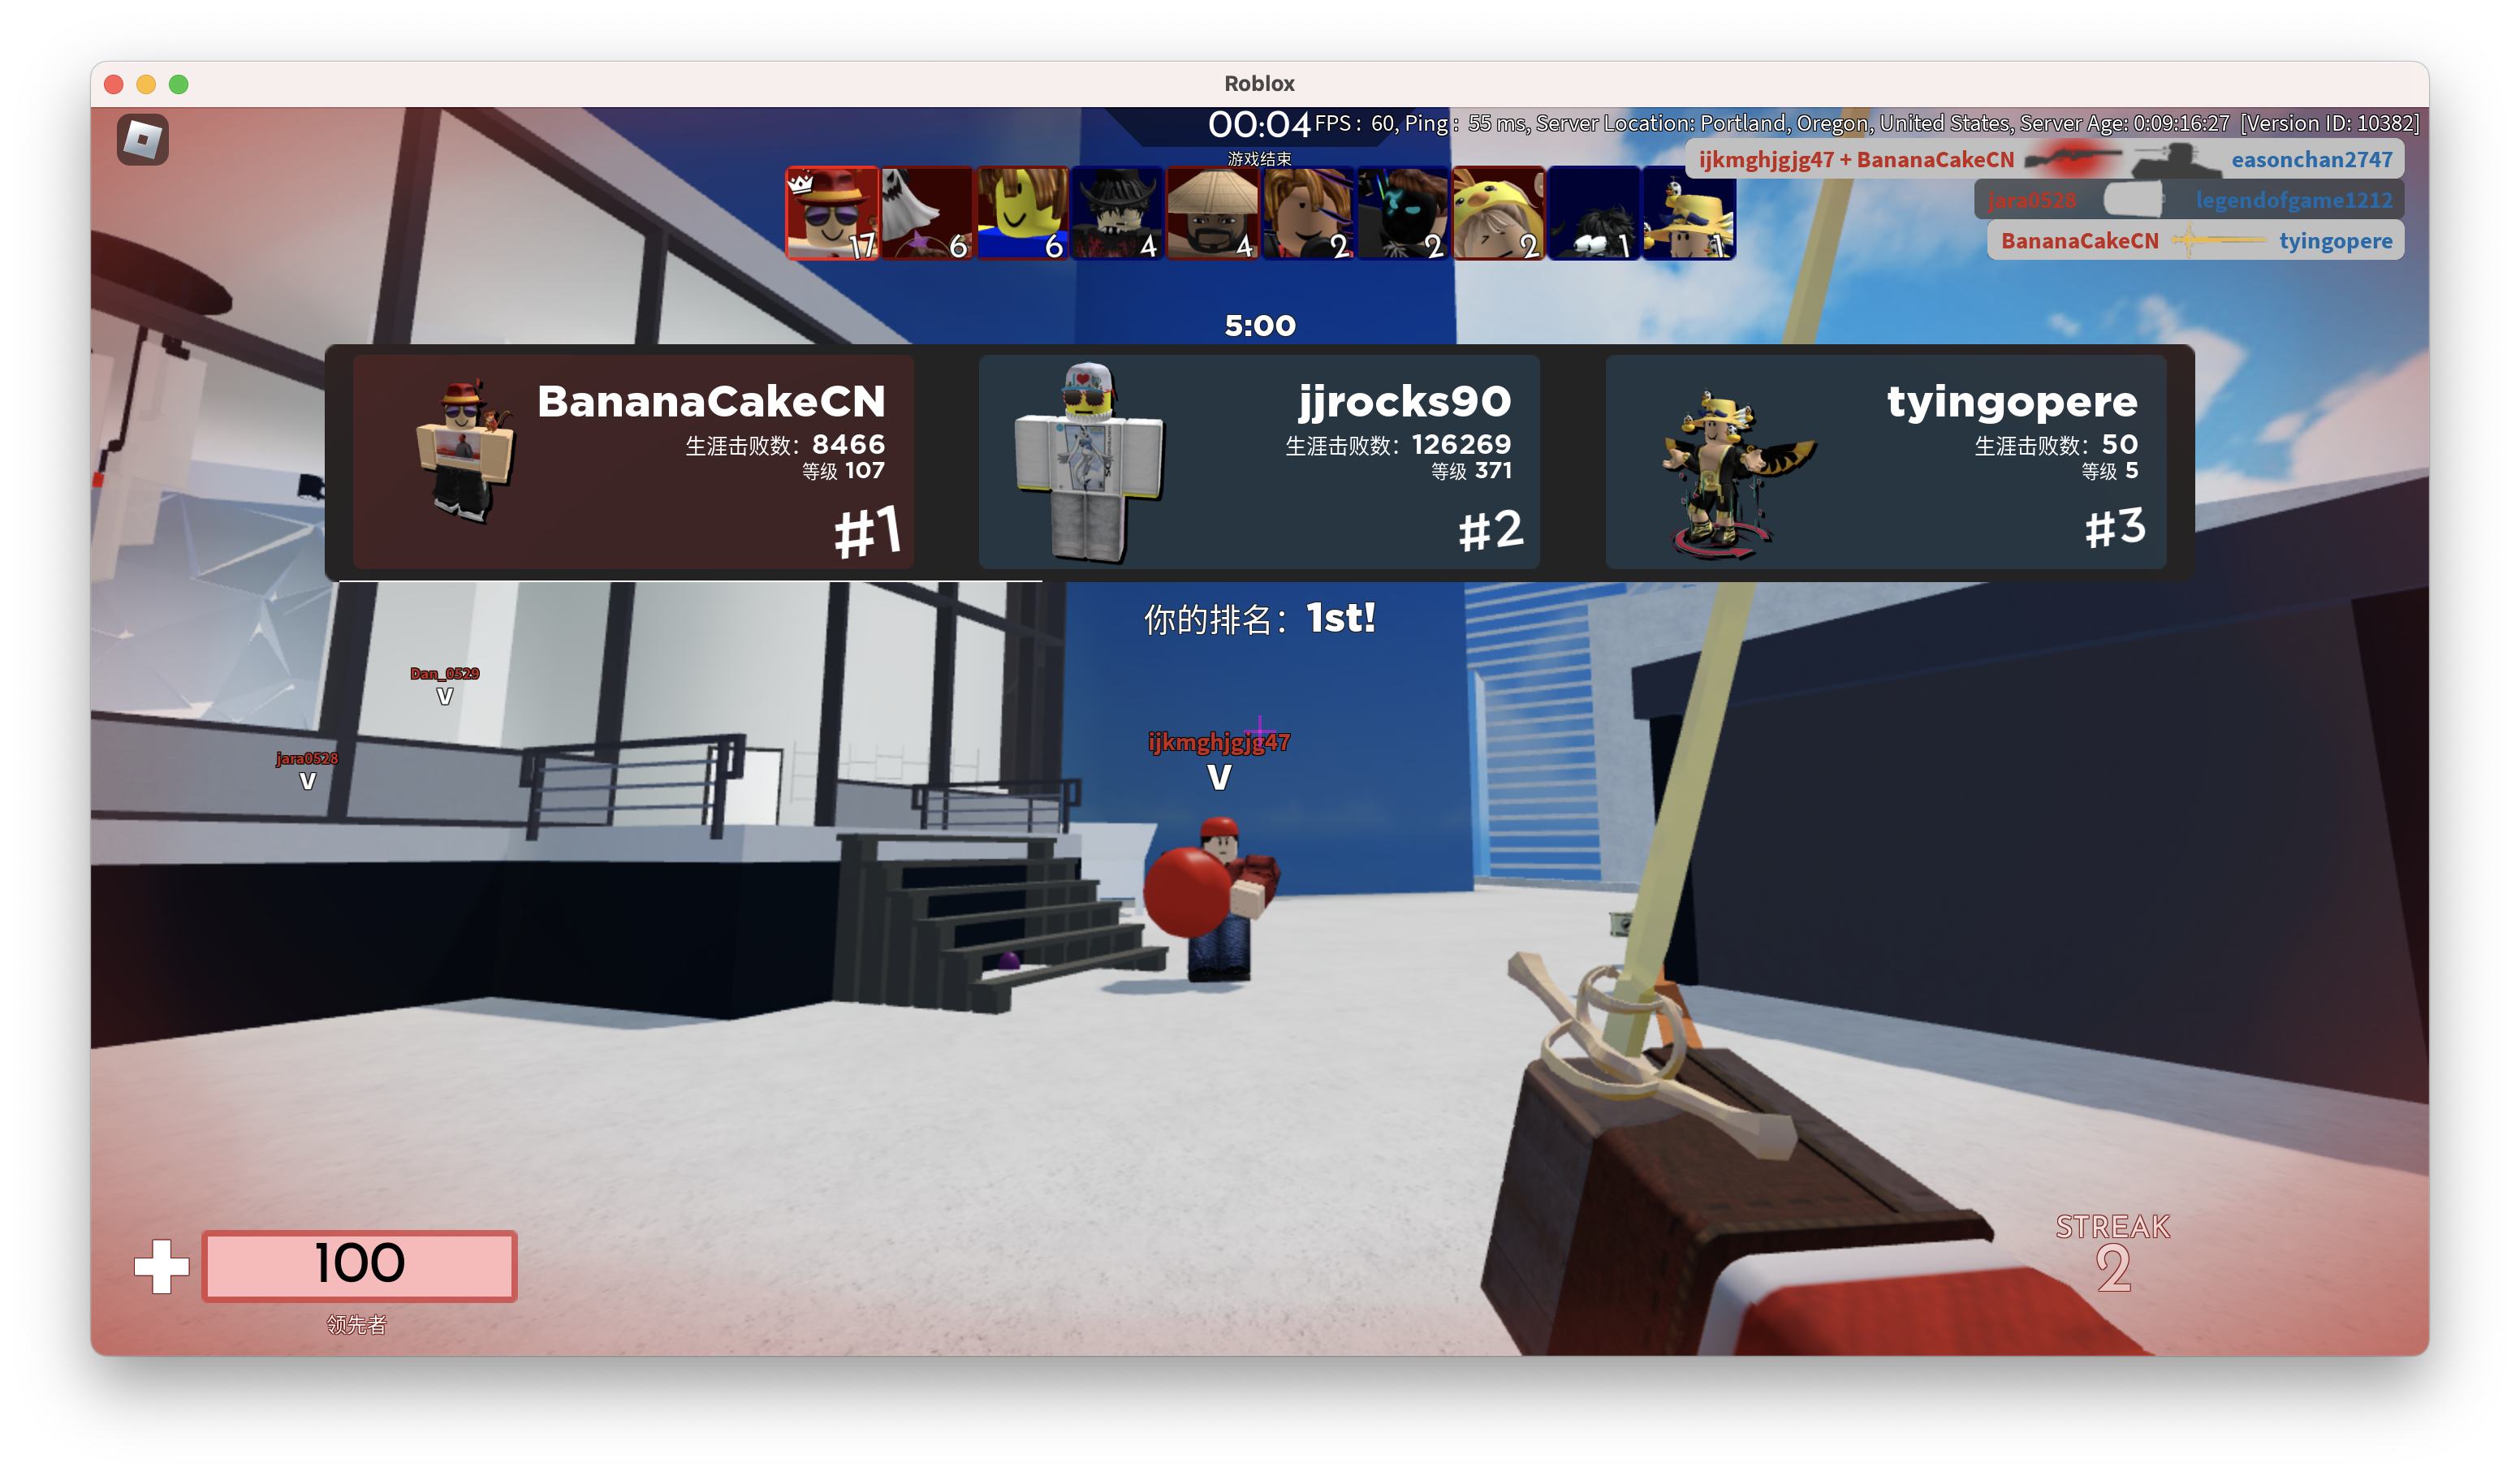 Roblox
00:04
FPS : 60, Ping : 55 ms, Server Location: Portland, Oregon, United States, Server Age: 0:09:16:27 [Version ID: 10382]
游戏结束
ijkmghjgjg47 + BananaCakeCN easonchan2747
jara0528 legendofgame1212
BananaCakeCN tyingopere
17 6 6 4 4 2 2 2 1 1
5:00
BananaCakeCN
生涯击败数：8466
等级 107
#1
jjrocks90
生涯击败数：126269
等级 371
#2
tyingopere
生涯击败数：50
等级 5
#3
你的排名：1st!
Dan_0529
V
jara0528
V
ijkmghjgjg47
V
100
领先者
STREAK
2